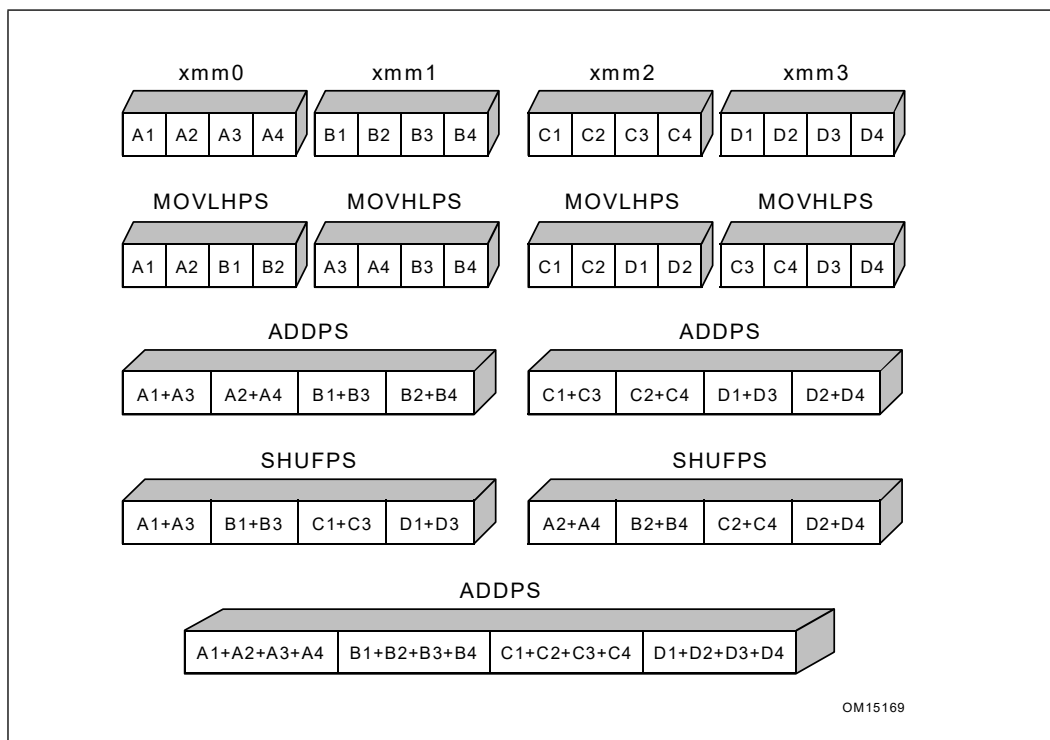 xmm0 xmm1 xmm2 xmm3
A1 A2 A3 A4 B1 B2 B3 B4 C1 C2 C3 C4 D1 D2 D3 D4
MOVLHPS MOVHLPS MOVLHPS MOVHLPS
A1 A2 B1 B2 A3 A4 B3 B4 C1 C2 D1 D2 C3 C4 D3 D4
ADDPS ADDPS
A1+A3 A2+A4 B1+B3 B2+B4 C1+C3 C2+C4 D1+D3 D2+D4
SHUFPS SHUFPS
A1+A3 B1+B3 C1+C3 D1+D3 A2+A4 B2+B4 C2+C4 D2+D4
ADDPS
A1+A2+A3+A4 B1+B2+B3+B4 C1+C2+C3+C4 D1+D2+D3+D4
OM15169